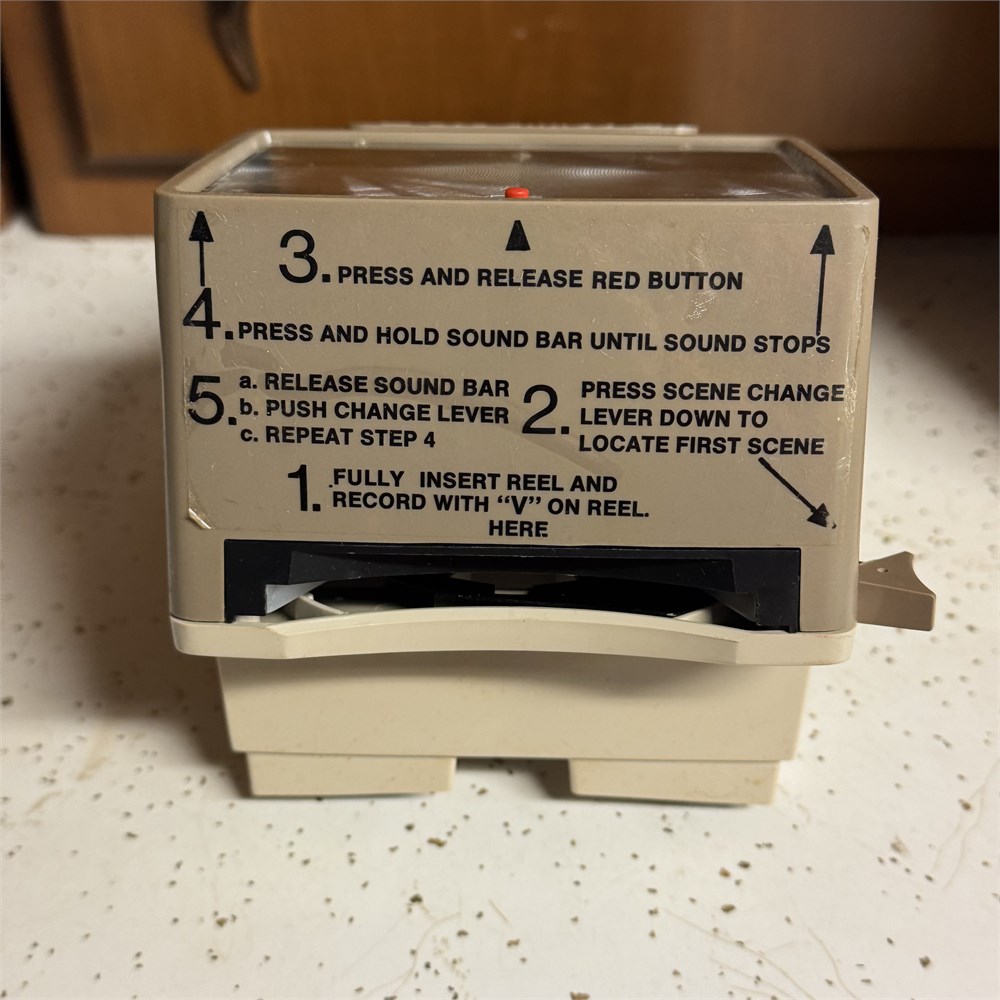 3. PRESS AND RELEASE RED BUTTON
4. PRESS AND HOLD SOUND BAR UNTIL SOUND STOPS
5. a. RELEASE SOUND BAR
b. PUSH CHANGE LEVER
c. REPEAT STEP 4
2. PRESS SCENE CHANGE
LEVER DOWN TO
LOCATE FIRST SCENE
1. FULLY INSERT REEL AND
RECORD WITH “V” ON REEL.
HERE